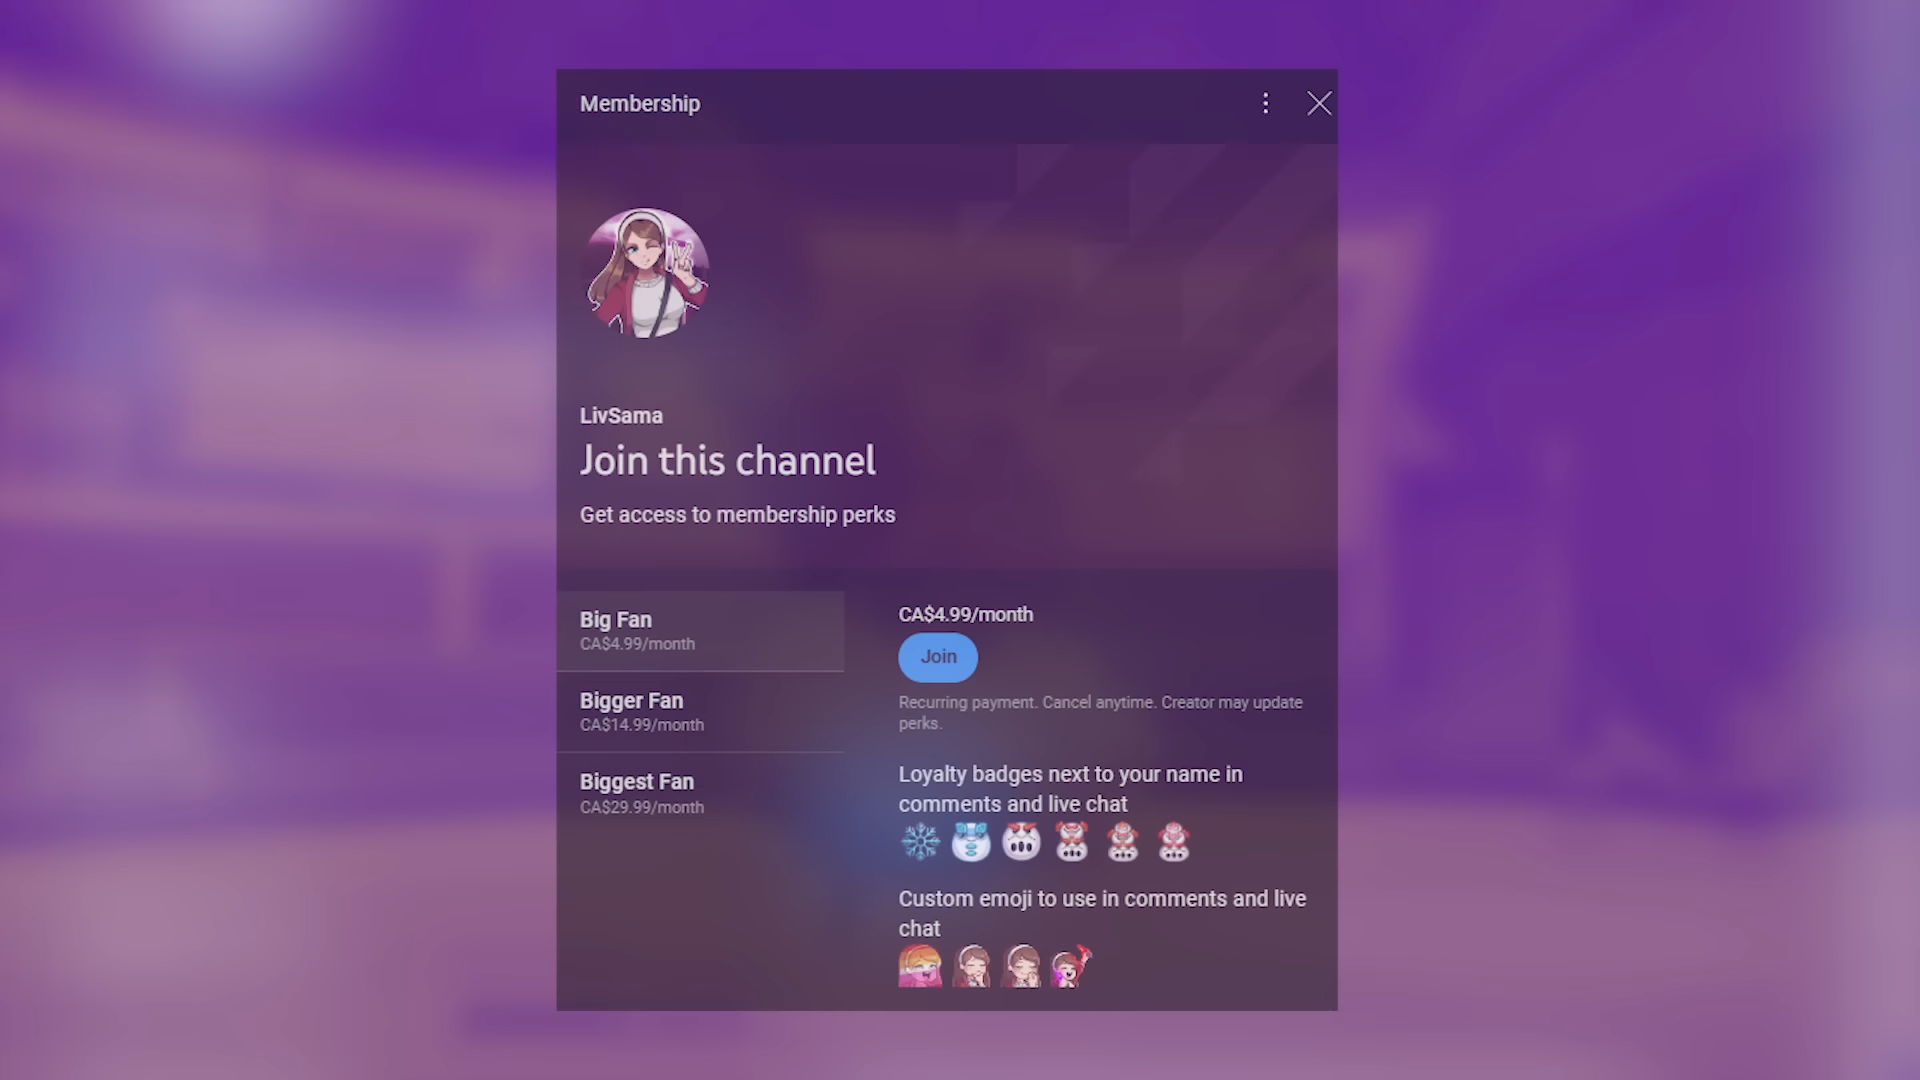 Membership
LivSama
Join this channel
Get access to membership perks
Big Fan
CA$4.99/month
Bigger Fan
CA$14.99/month
Biggest Fan
CA$29.99/month
CA$4.99/month
Join
Recurring payment. Cancel anytime. Creator may update
perks.
Loyalty badges next to your name in
comments and live chat
Custom emoji to use in comments and live
chat